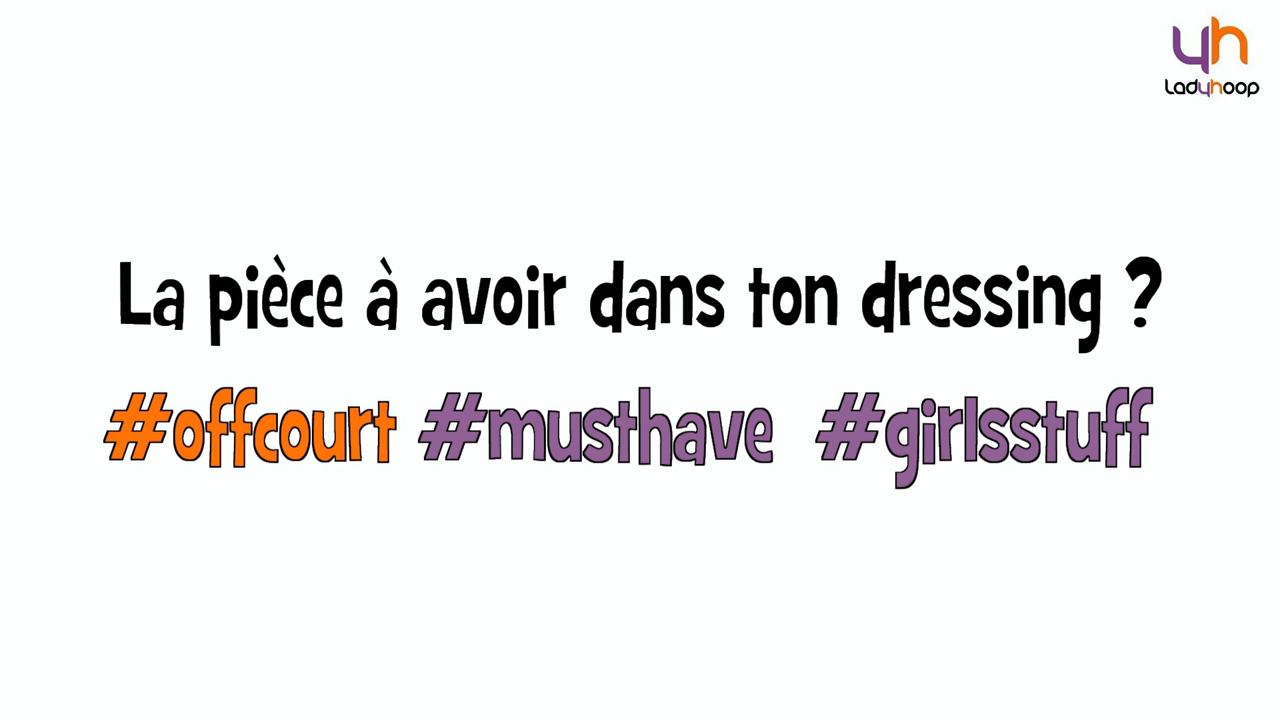 Ladyhoop
La pièce à avoir dans ton dressing ?
#offcourt #musthave #girlsstuff